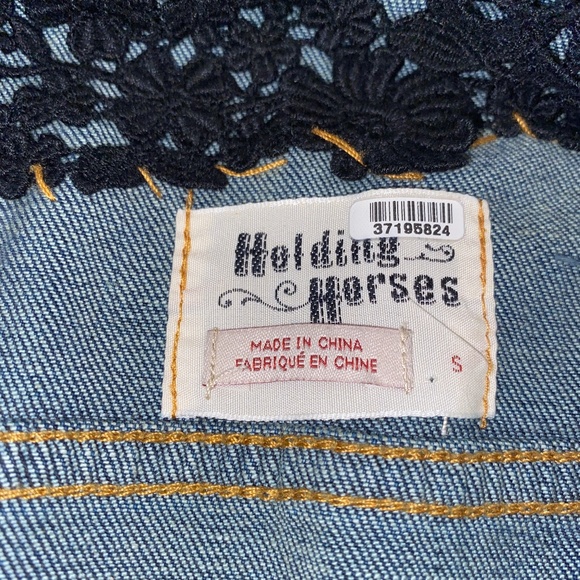 37195824
Holding
Horses
MADE IN CHINA
FABRIQUÉ EN CHINE
S